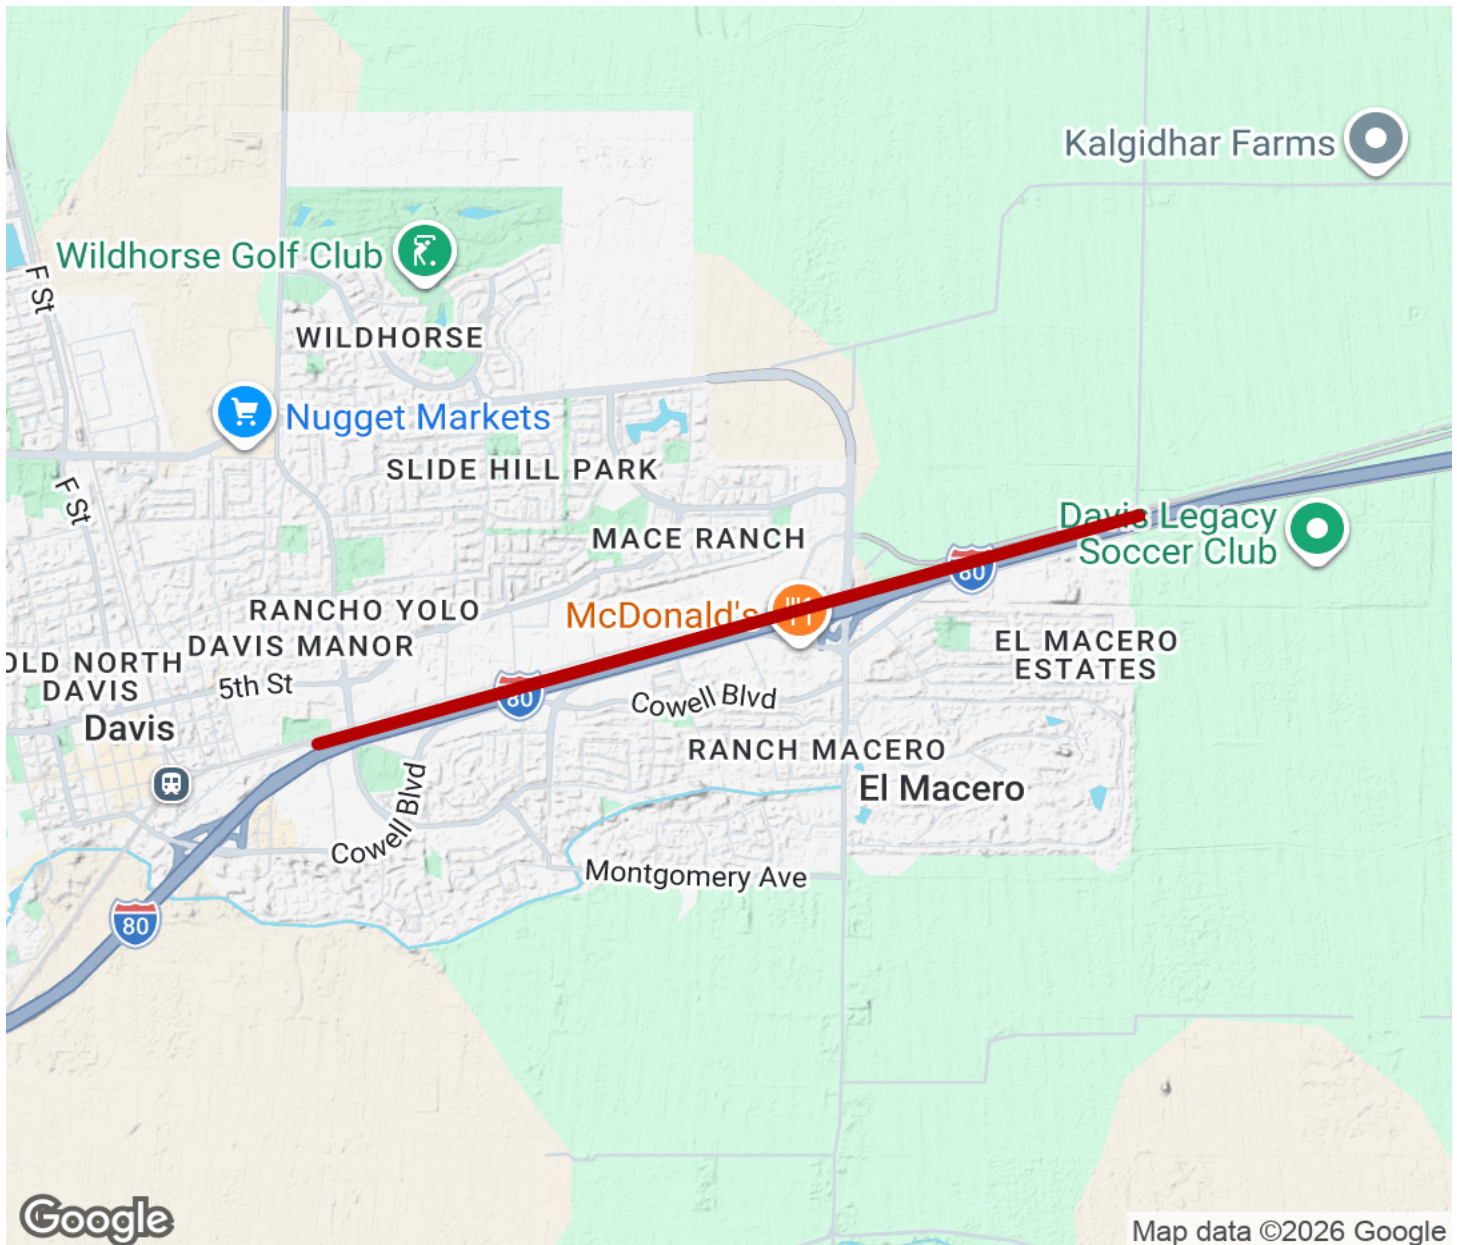 Kalgidhar Farms
Wildhorse Golf Club
F St
WILDHORSE
Nugget Markets
SLIDE HILL PARK
F St
Davis Legacy
Soccer Club
MACE RANCH
80
RANCHO YOLO
McDonald's
DAVIS MANOR
EL MACERO
ESTATES
OLD NORTH
DAVIS
5th St
80
Cowell Blvd
Davis
RANCH MACERO
El Macero
Cowell Blvd
Montgomery Ave
80
Google
Map data ©2026 Google